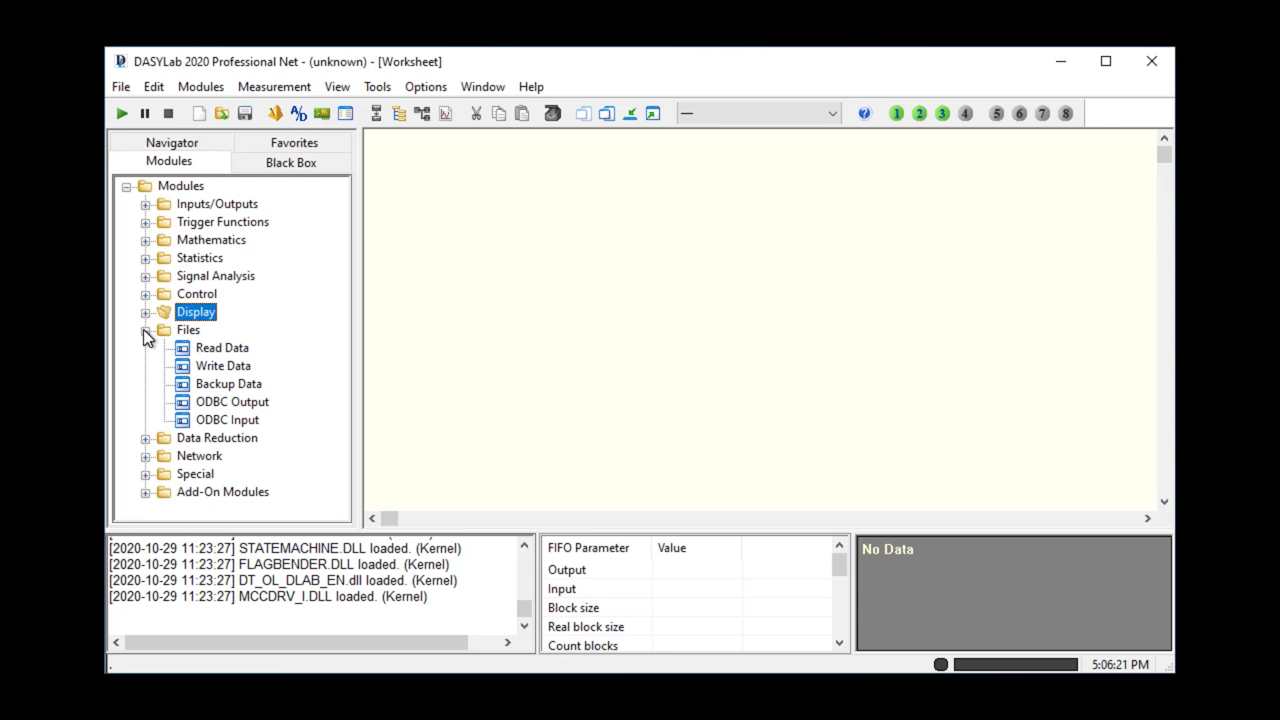 DASYLab 2020 Professional Net - (unknown) - [Worksheet]
File Edit Modules Measurement View Tools Options Window Help
A/D
—
1 2 3 4 5 6 7 8
Navigator Favorites
Modules Black Box
Modules
Inputs/Outputs
Trigger Functions
Mathematics
Statistics
Signal Analysis
Control
Display
Files
Read Data
Write Data
Backup Data
ODBC Output
ODBC Input
Data Reduction
Network
Special
Add-On Modules
[2020-10-29 11:23:27] STATEMACHINE.DLL loaded. (Kernel)
[2020-10-29 11:23:27] FLAGBENDER.DLL loaded. (Kernel)
[2020-10-29 11:23:27] DT_OL_DLAB_EN.dll loaded. (Kernel)
[2020-10-29 11:23:27] MCCDRV_I.DLL loaded. (Kernel)
FIFO Parameter Value
Output
Input
Block size
Real block size
Count blocks
No Data
5:06:21 PM